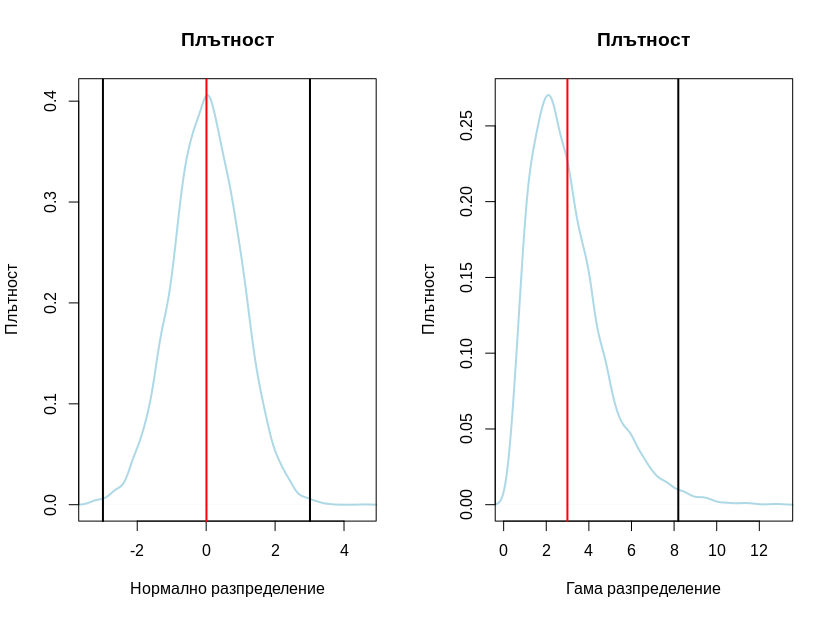 Плътност
Плътност
0.0 0.1 0.2 0.3 0.4
-2 0 2 4
Нормално разпределение
Плътност
Плътност
0.00 0.05 0.10 0.15 0.20 0.25
0 2 4 6 8 10 12
Гама разпределение